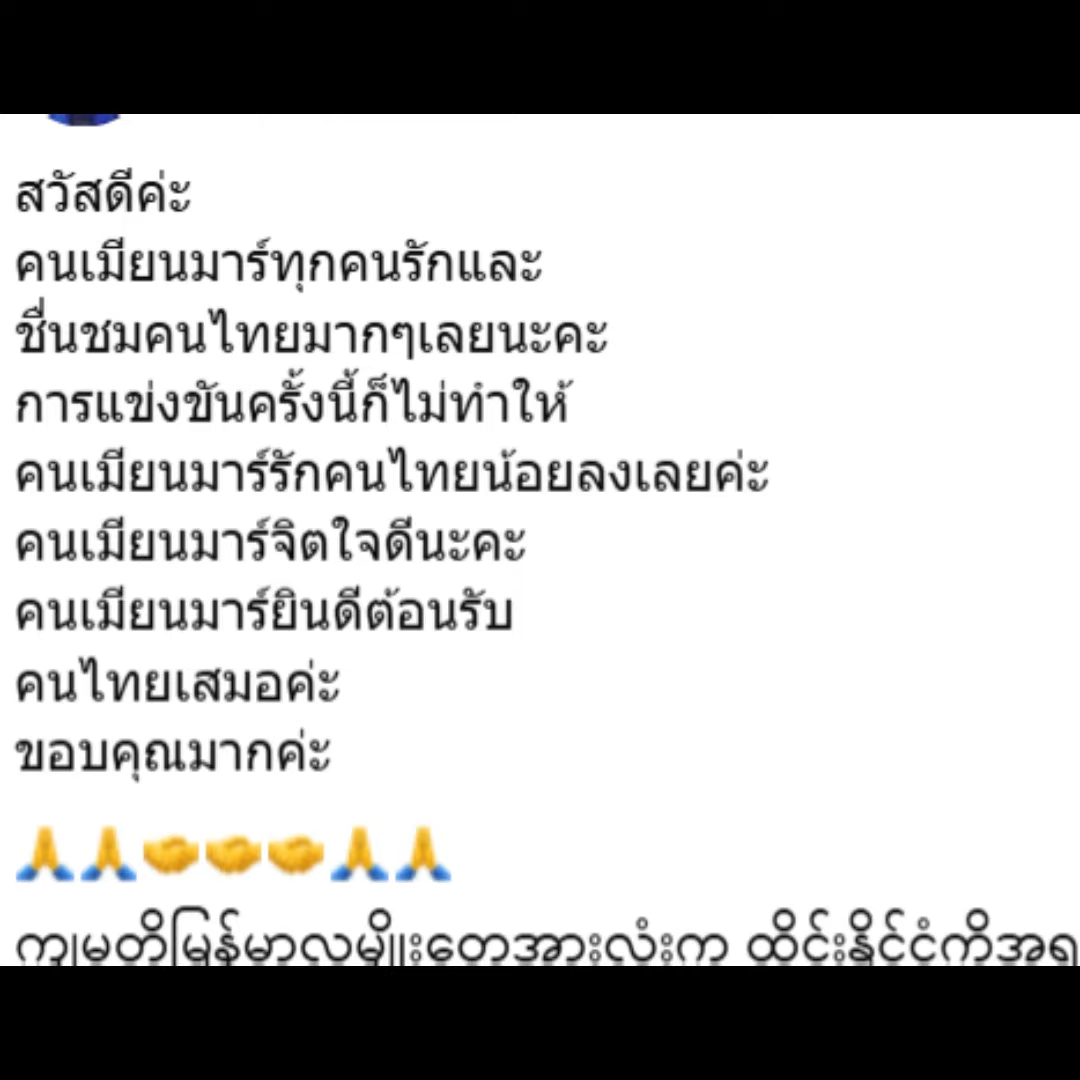 สวัสดีค่ะ
คนเมียนมาร์ทุกคนรักและ
ชื่นชมคนไทยมากๆเลยนะคะ
การแข่งขันครั้งนี้ก็ไม่ทำให้
คนเมียนมาร์รักคนไทยน้อยลงเลยค่ะ
คนเมียนมาร์จิตใจดีนะคะ
คนเมียนมาร์ยินดีต้อนรับ
คนไทยเสมอค่ะ
ขอบคุณมากค่ะ
🙏🙏🤝🤝🤝🙏🙏
ကျမတို့မြန်မာလူမျိုးတွေအားလုံးက ထိုင်းနိုင်ငံကို